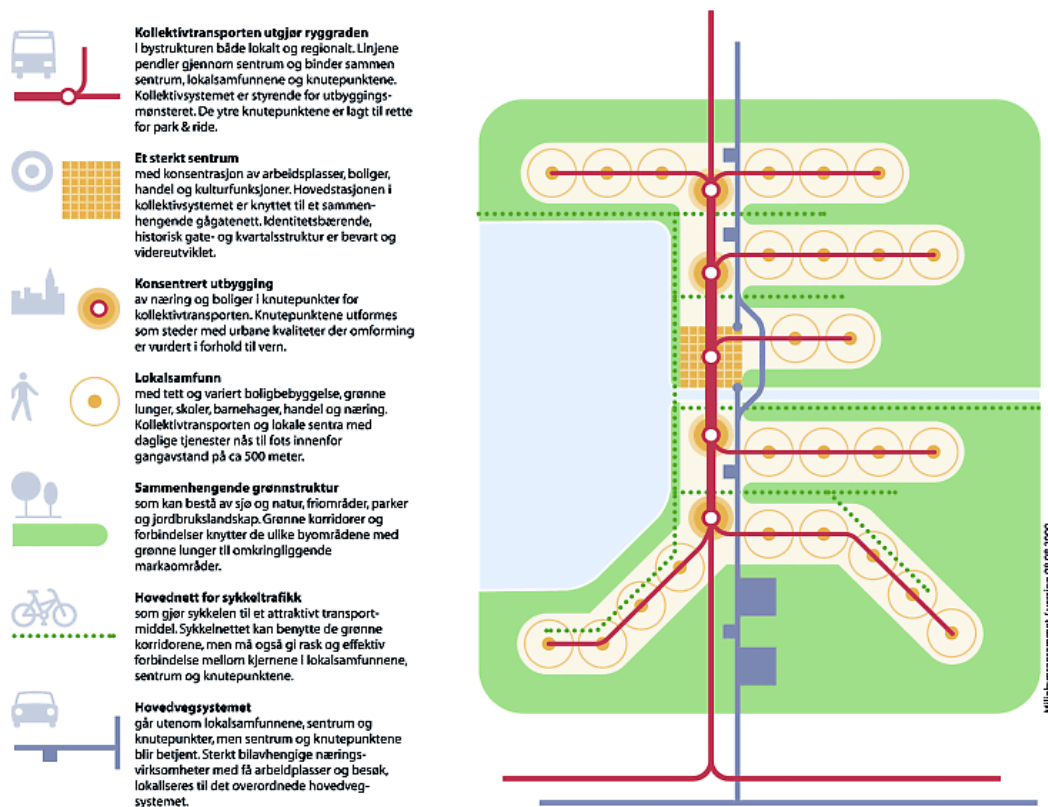 Kollektivtransporten utgjør ryggraden
i bystrukturen både lokalt og regionalt. Linjene
pendler gjennom sentrum og binder sammen
sentrum, lokalsamfunnene og knutepunktene.
Kollektivsystemet er styrende for utbyggings-
mønsteret. De ytre knutepunktene er lagt til rette
for park & ride.
Et sterkt sentrum
med konsentrasjon av arbeidsplasser, boliger,
handel og kulturfunksjoner. Hovedstasjonen i
kollektivsystemet er knyttet til et sammen-
hengende gågatenett. Identitetsbærende,
historisk gate- og kvartalsstruktur er bevart og
videreutviklet.
Konsentrert utbygging
av næring og boliger i knutepunkter for
kollektivtransporten. Knutepunktene utformes
som steder med urbane kvaliteter der omforming
er vurdert i forhold til vern.
Lokalsamfunn
med tett og variert boligbebyggelse, grønne
lunger, skoler, barnehager, handel og næring.
Kollektivtransporten og lokale sentra med
daglige tjenester nås til fots innenfor
gangavstand på ca 500 meter.
Sammenhengende grønnstruktur
som kan bestå av sjø og natur, friområder, parker
og jordbrukslandskap. Grønne korridorer og
forbindelser knytter de ulike byområdene med
grønne lunger til omkringliggende
markaområder.
Hovednett for sykkeltrafikk
som gjør sykkelen til et attraktivt transport-
middel. Sykkelnettet kan benytte de grønne
korridorene, men må også gi rask og effektiv
forbindelse mellom kjernene i lokalsamfunnene,
sentrum og knutepunktene.
Hovedvegsystemet
går utenom lokalsamfunnene, sentrum og
knutepunkter, men sentrum og knutepunktene
blir betjent. Sterkt bilavhengige nærings-
virksomheter med få arbeidplasser og besøk,
lokaliseres til det overordnede hovedveg-
systemet.